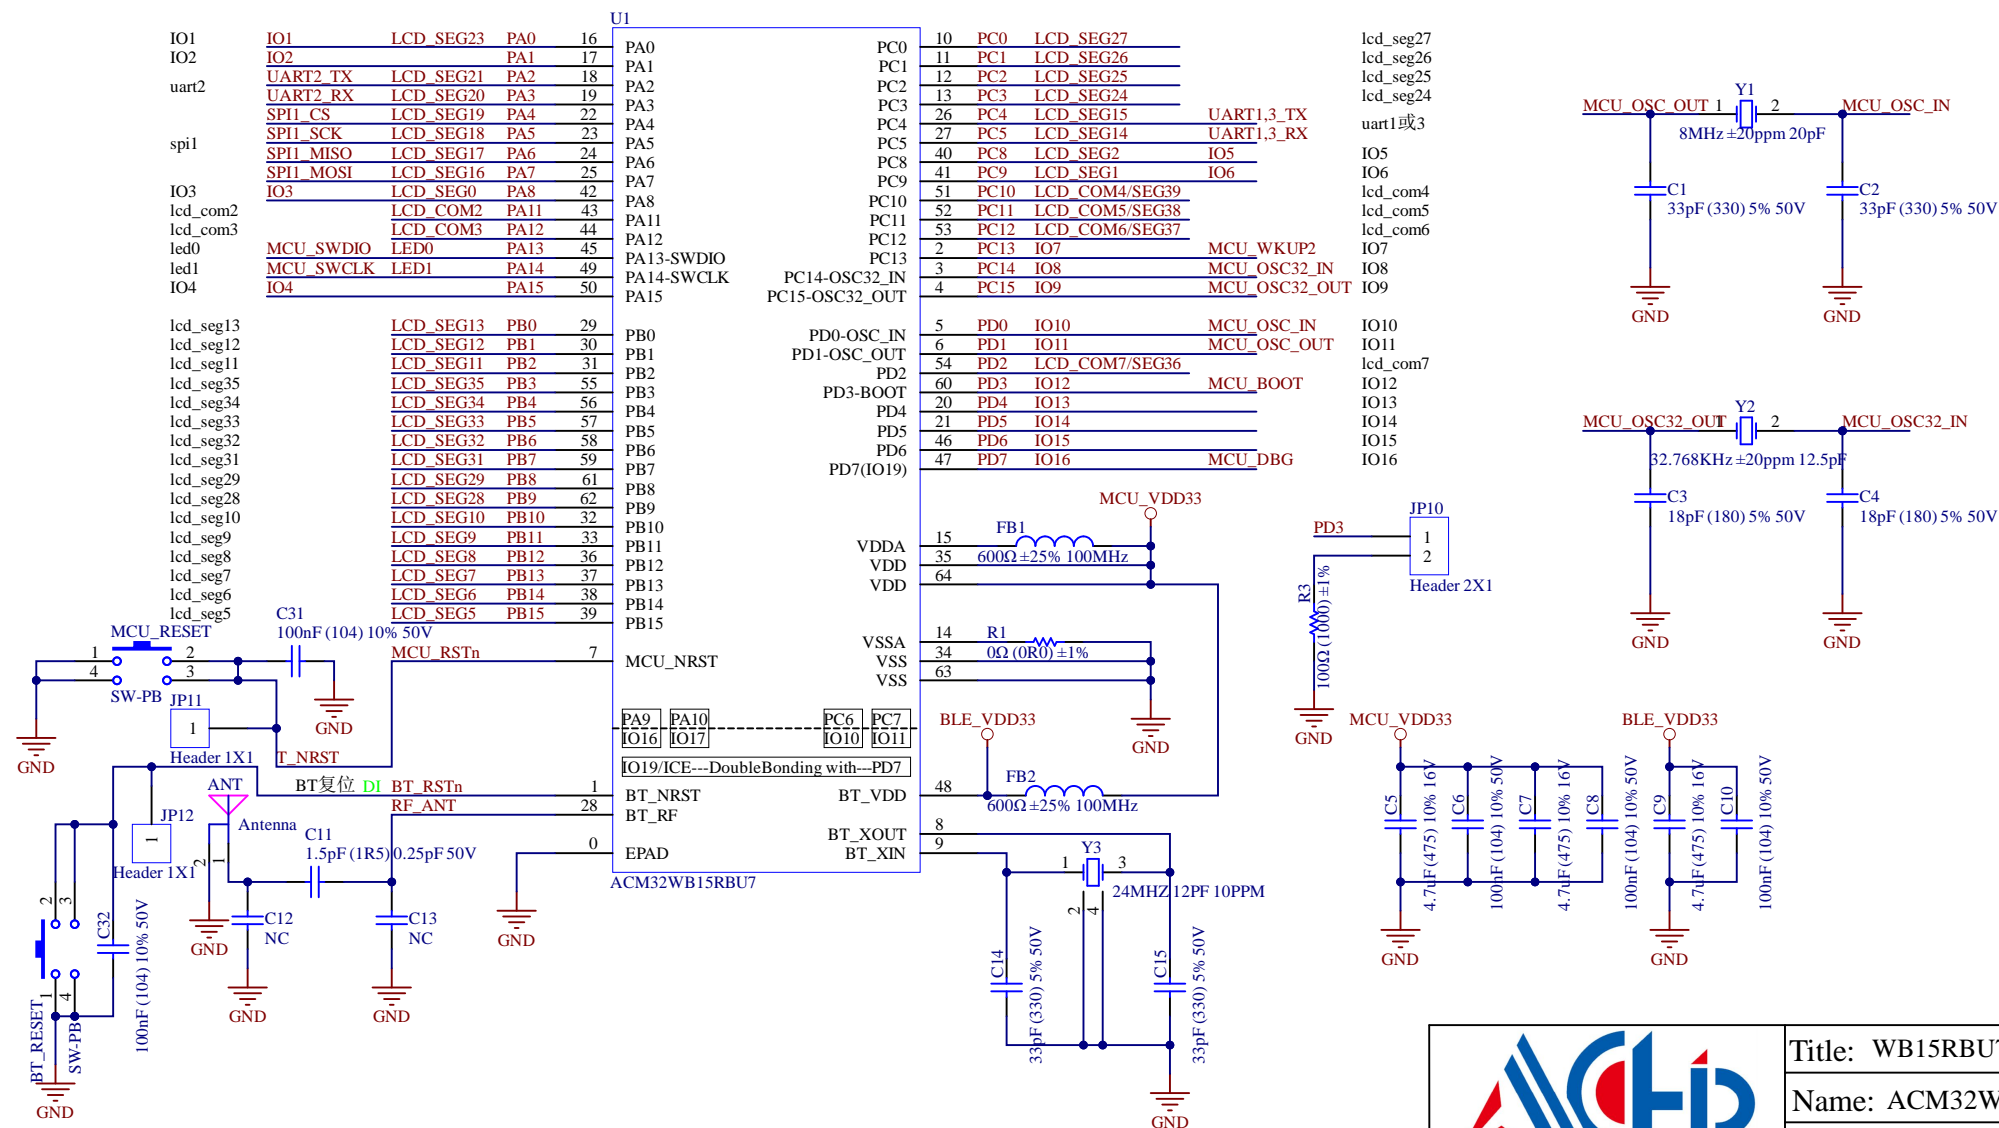 U1
IO1 IO1 LCD_SEG23 PA0 16 PA0
IO2 IO2 PA1 17 PA1
UART2_TX LCD_SEG21 PA2 18 PA2
uart2
UART2_RX LCD_SEG20 PA3 19 PA3
SPI1_CS LCD_SEG19 PA4 22 PA4
SPI1_SCK LCD_SEG18 PA5 23 PA5
spi1
SPI1_MISO LCD_SEG17 PA6 24 PA6
SPI1_MOSI LCD_SEG16 PA7 25 PA7
IO3 IO3 LCD_SEG0 PA8 42 PA8
lcd_com2 LCD_COM2 PA11 43 PA11
lcd_com3 LCD_COM3 PA12 44 PA12
led0 MCU_SWDIO LED0 PA13 45 PA13-SWDIO
led1 MCU_SWCLK LED1 PA14 49 PA14-SWCLK
IO4 IO4 PA15 50 PA15
lcd_seg13 LCD_SEG13 PB0 29 PB0
lcd_seg12 LCD_SEG12 PB1 30 PB1
lcd_seg11 LCD_SEG11 PB2 31 PB2
lcd_seg35 LCD_SEG35 PB3 55 PB3
lcd_seg34 LCD_SEG34 PB4 56 PB4
lcd_seg33 LCD_SEG33 PB5 57 PB5
lcd_seg32 LCD_SEG32 PB6 58 PB6
lcd_seg31 LCD_SEG31 PB7 59 PB7
lcd_seg29 LCD_SEG29 PB8 61 PB8
lcd_seg28 LCD_SEG28 PB9 62 PB9
lcd_seg10 LCD_SEG10 PB10 32 PB10
lcd_seg9 LCD_SEG9 PB11 33 PB11
lcd_seg8 LCD_SEG8 PB12 36 PB12
lcd_seg7 LCD_SEG7 PB13 37 PB13
lcd_seg6 LCD_SEG6 PB14 38 PB14
lcd_seg5 LCD_SEG5 PB15 39 PB15
PC0 10 PC0 LCD_SEG27 lcd_seg27
PC1 11 PC1 LCD_SEG26 lcd_seg26
PC2 12 PC2 LCD_SEG25 lcd_seg25
PC3 13 PC3 LCD_SEG24 lcd_seg24
PC4 26 PC4 LCD_SEG15 UART1,3_TX
uart1或3
PC5 27 PC5 LCD_SEG14 UART1,3_RX
PC8 40 PC8 LCD_SEG2 IO5 IO5
PC9 41 PC9 LCD_SEG1 IO6 IO6
PC10 51 PC10 LCD_COM4/SEG39 lcd_com4
PC11 52 PC11 LCD_COM5/SEG38 lcd_com5
PC12 53 PC12 LCD_COM6/SEG37 lcd_com6
PC13 2 PC13 IO7 MCU_WKUP2 IO7
PC14-OSC32_IN 3 PC14 IO8 MCU_OSC32_IN IO8
PC15-OSC32_OUT 4 PC15 IO9 MCU_OSC32_OUT IO9
PD0-OSC_IN 5 PD0 IO10 MCU_OSC_IN IO10
PD1-OSC_OUT 6 PD1 IO11 MCU_OSC_OUT IO11
PD2 54 PD2 LCD_COM7/SEG36 lcd_com7
PD3-BOOT 60 PD3 IO12 MCU_BOOT IO12
PD4 20 PD4 IO13 IO13
PD5 21 PD5 IO14 IO14
PD6 46 PD6 IO15 IO15
PD7(IO19) 47 PD7 IO16 MCU_DBG IO16
MCU_VDD33
VDDA 15 FB1
600Ω±25% 100MHz
VDD 35
VDD 64
VSSA 14 R1
0Ω (0R0) ±1%
VSS 34
VSS 63
GND
MCU_RSTn 7 MCU_NRST
PA9 PA10 PC6 PC7
IO16 IO17 IO10 IO11
IO19/ICE---DoubleBonding with---PD7
BT复位 DI BT_RSTn 1 BT_NRST
RF_ANT 28 BT_RF
0 EPAD
GND
ACM32WB15RBU7
BLE_VDD33
BT_VDD 48 FB2
600Ω±25% 100MHz
BT_XOUT 8
BT_XIN 9
Y3
1 3
2 4
24MHZ 12PF 10PPM
C14
33pF (330) 5% 50V
C15
33pF (330) 5% 50V
GND
MCU_RESET
1 2
4 3
SW-PB
GND
C31
100nF (104) 10% 50V
GND
JP11
1
Header 1X1
T_NRST
JP12
1
Header 1X1
ANT
Antenna
2 1
GND
C11
1.5pF (1R5) 0.25pF 50V
C12
NC
GND
C13
NC
GND
C32
100nF (104) 10% 50V
2 3
1 4
BT_RESET
SW-PB
GND
Y1
MCU_OSC_OUT 1 2 MCU_OSC_IN
8MHz ±20ppm 20pF
C1
33pF (330) 5% 50V
GND
C2
33pF (330) 5% 50V
GND
Y2
MCU_OSC32_OUT 1 2 MCU_OSC32_IN
32.768KHz ±20ppm 12.5pF
C3
18pF (180) 5% 50V
GND
C4
18pF (180) 5% 50V
GND
JP10
PD3 1
2
Header 2X1
R3
100Ω (1000) ±1%
GND
MCU_VDD33
C5
4.7uF (475) 10% 16V
C6
100nF (104) 10% 50V
C7
4.7uF (475) 10% 16V
C8
100nF (104) 10% 50V
GND
BLE_VDD33
C9
4.7uF (475) 10% 16V
C10
100nF (104) 10% 50V
GND
Title: WB15RBU7
Name: ACM32W